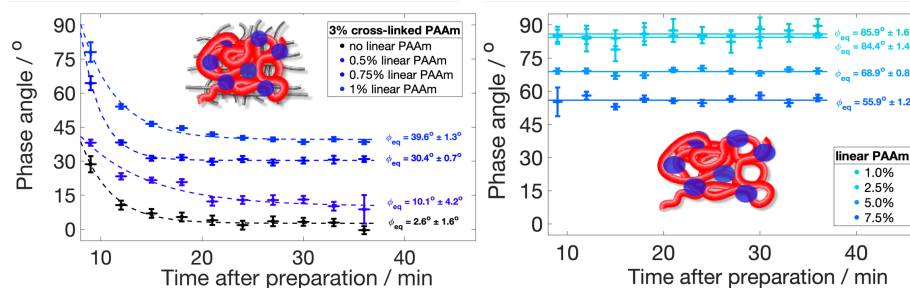 Phase angle / °
90
75
60
45
30
15
0
10
20
30
40
Time after preparation / min
3% cross-linked PAAm
no linear PAAm
0.5% linear PAAm
0.75% linear PAAm
1% linear PAAm
ϕeq = 39.6° ± 1.3°
ϕeq = 30.4° ± 0.7°
ϕeq = 10.1° ± 4.2°
ϕeq = 2.6° ± 1.6°
Phase angle / °
90
75
60
45
30
15
0
10
20
30
40
Time after preparation / min
ϕeq = 85.9° ± 1.6
ϕeq = 84.4° ± 1.4
ϕeq = 68.9° ± 0.8
ϕeq = 55.9° ± 1.2
linear PAAm
1.0%
2.5%
5.0%
7.5%